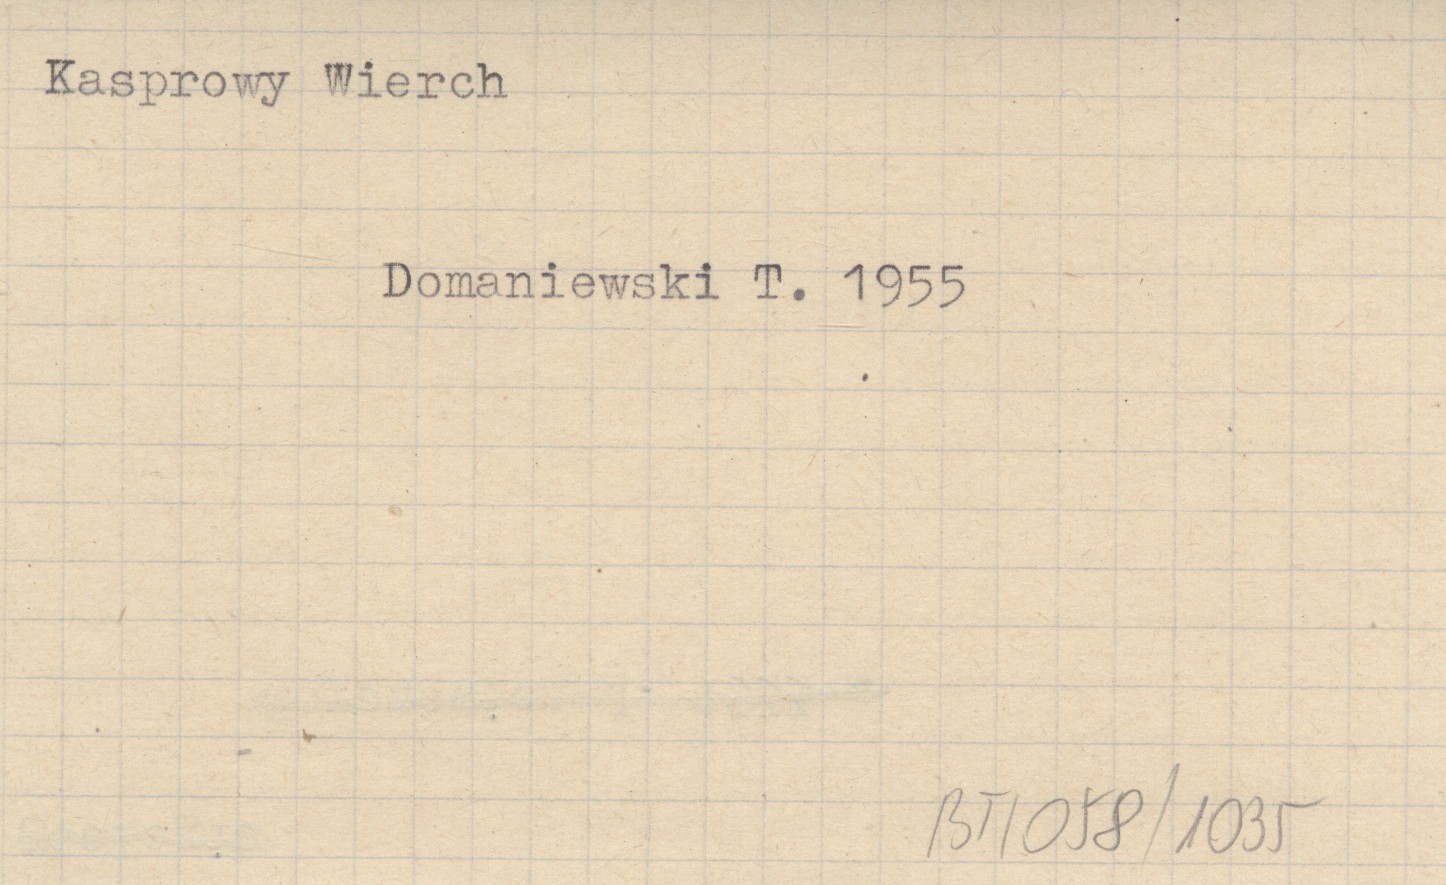 Kasprowy Wierch
Domaniewski T. 1955
BT/058/1035